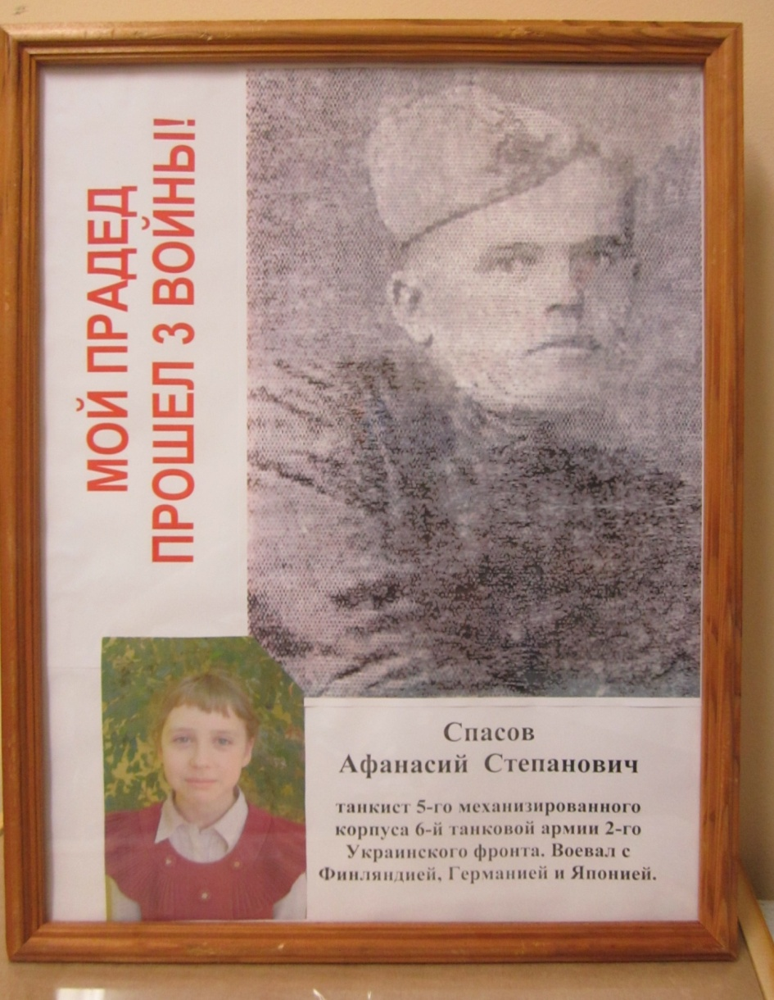 МОЙ ПРАДЕД
ПРОШЕЛ 3 ВОЙНЫ!
Спасов
Афанасий Степанович
танкист 5-го механизированного
корпуса 6-й танковой армии 2-го
Украинского фронта. Воевал с
Финляндией, Германией и Японией.